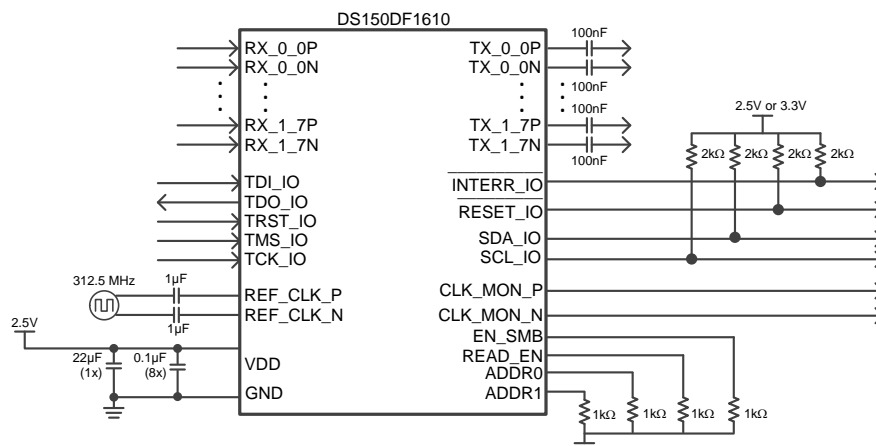 DS150DF1610
RX_0_0P
RX_0_0N
RX_1_7P
RX_1_7N
TX_0_0P
TX_0_0N
TX_1_7P
TX_1_7N
100nF
100nF
100nF
100nF
2.5V or 3.3V
2kΩ
2kΩ
2kΩ
2kΩ
TDI_IO
TDO_IO
TRST_IO
TMS_IO
TCK_IO
INTERR_IO
RESET_IO
SDA_IO
SCL_IO
312.5 MHz
1µF
1µF
REF_CLK_P
REF_CLK_N
CLK_MON_P
CLK_MON_N
EN_SMB
READ_EN
ADDR0
ADDR1
2.5V
22µF
(1x)
0.1µF
(8x)
VDD
GND
1kΩ
1kΩ
1kΩ
1kΩ